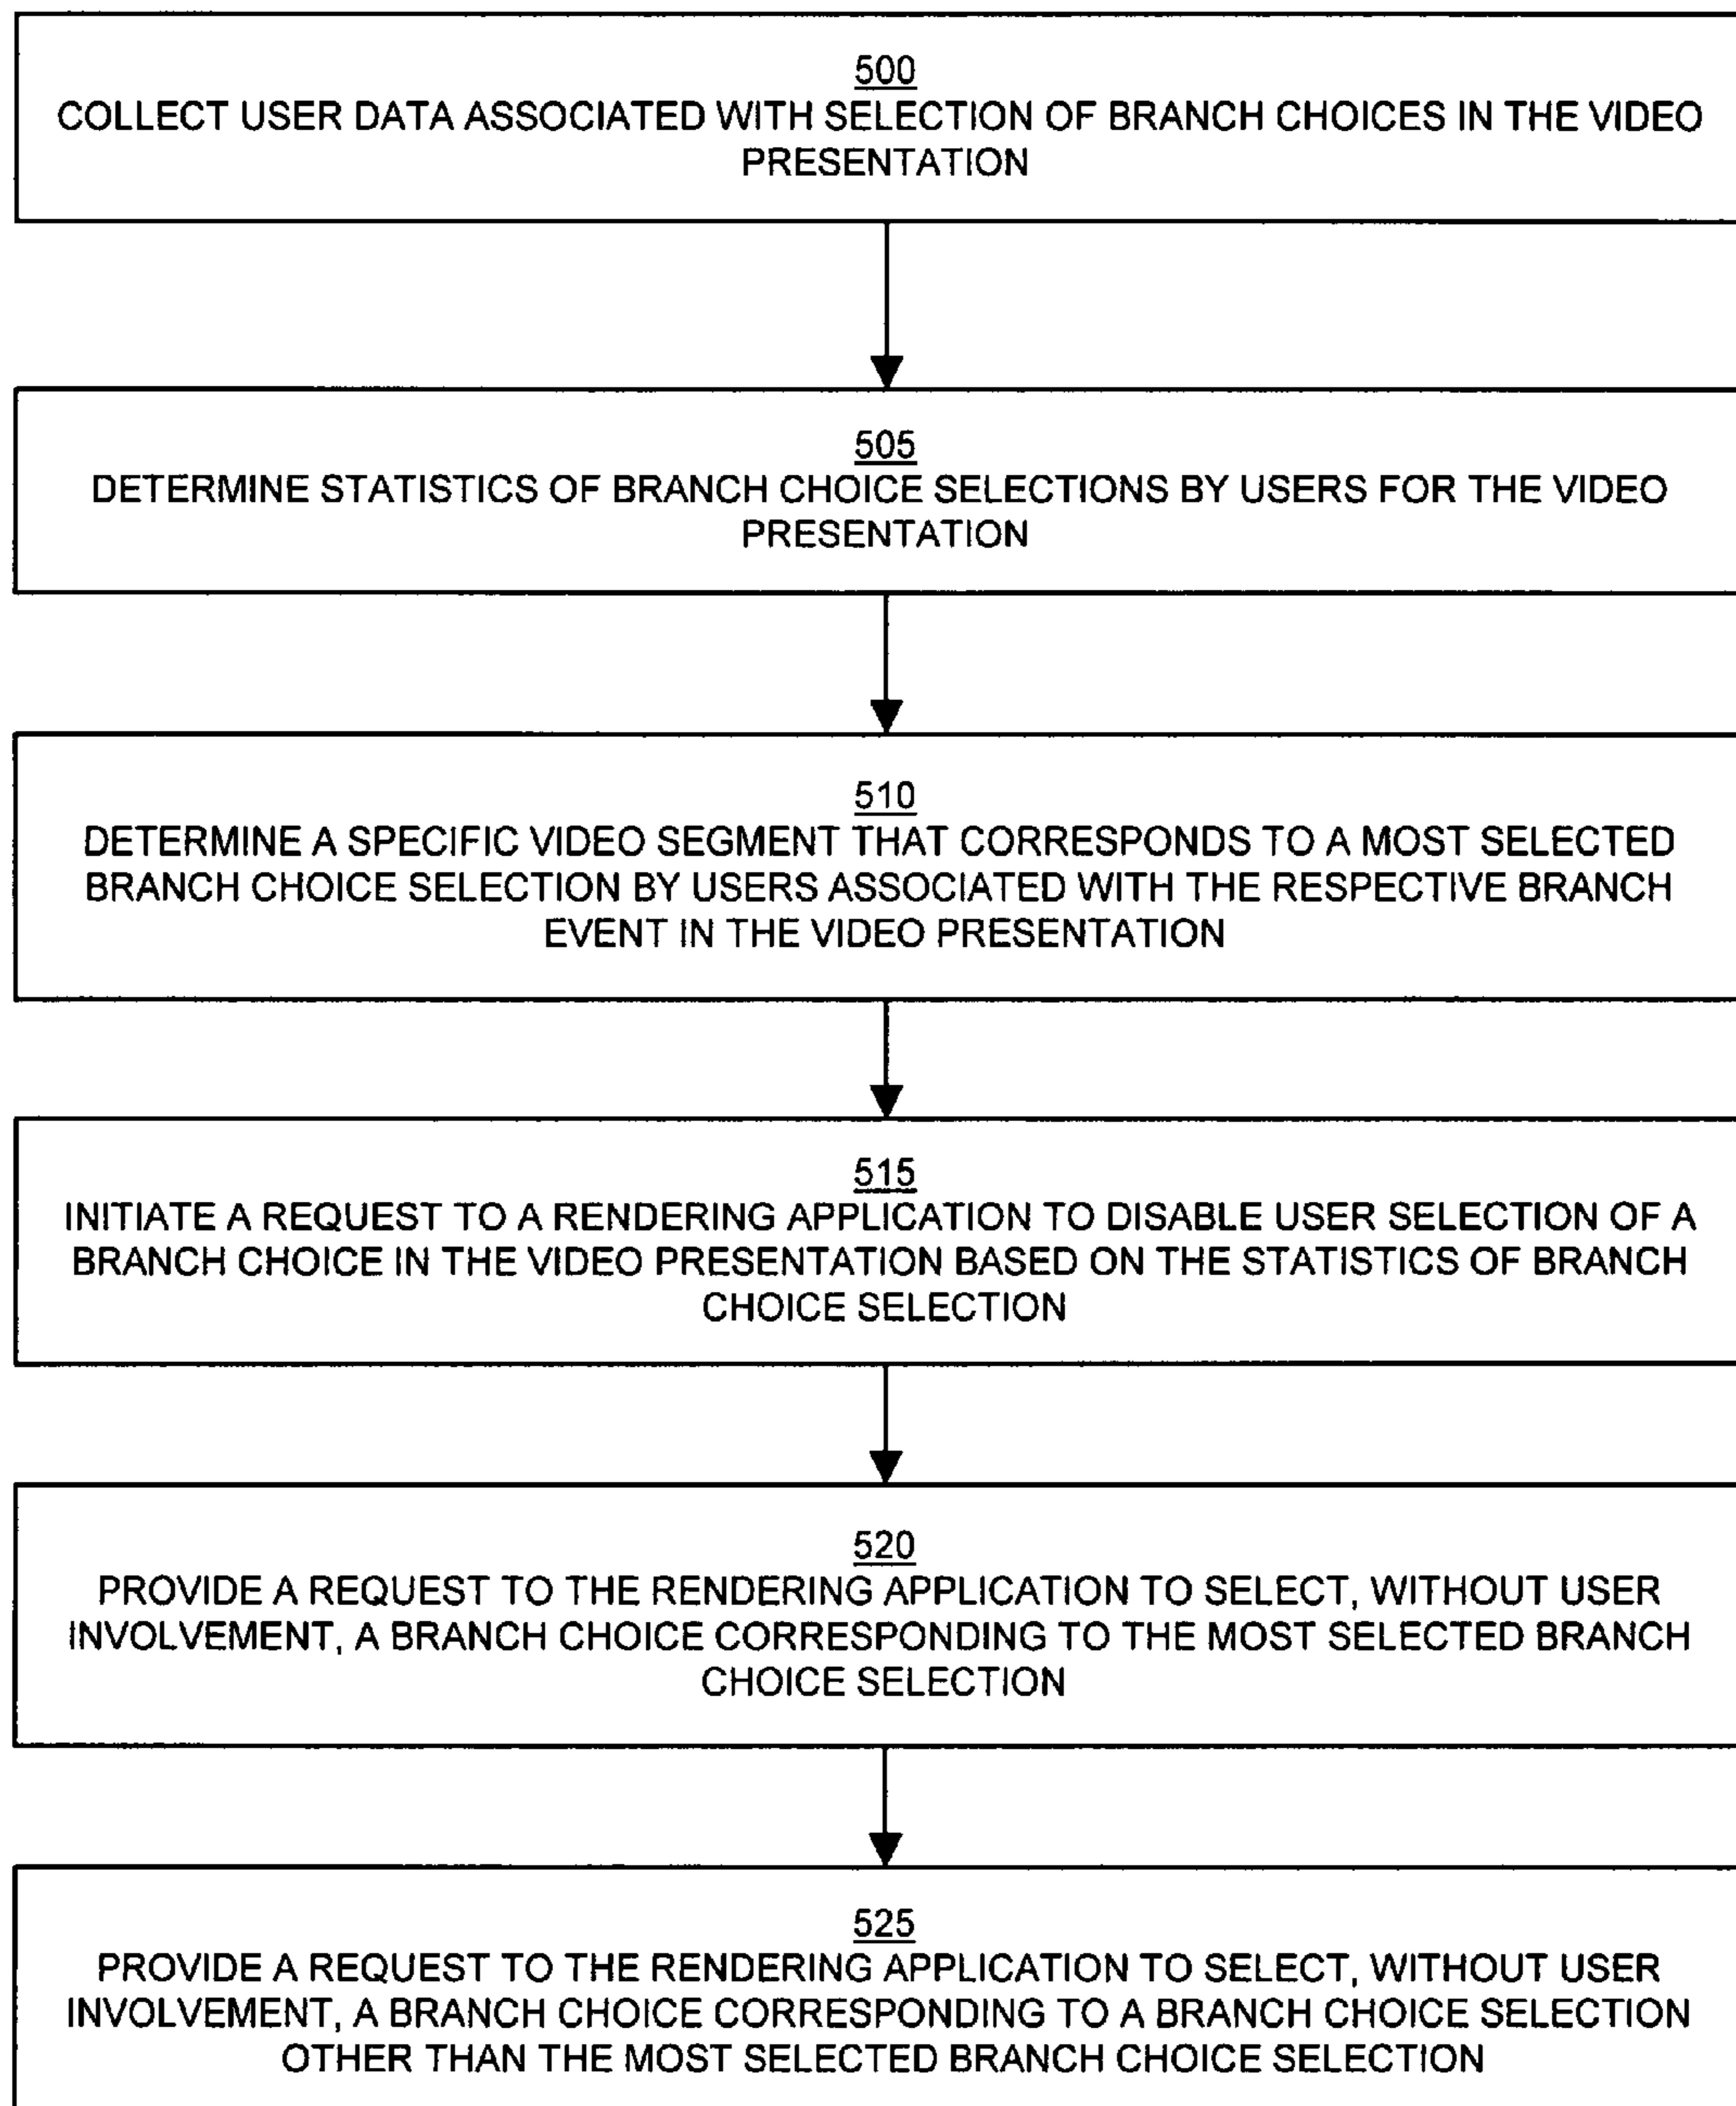 500
COLLECT USER DATA ASSOCIATED WITH SELECTION OF BRANCH CHOICES IN THE VIDEO
PRESENTATION
505
DETERMINE STATISTICS OF BRANCH CHOICE SELECTIONS BY USERS FOR THE VIDEO
PRESENTATION
510
DETERMINE A SPECIFIC VIDEO SEGMENT THAT CORRESPONDS TO A MOST SELECTED
BRANCH CHOICE SELECTION BY USERS ASSOCIATED WITH THE RESPECTIVE BRANCH
EVENT IN THE VIDEO PRESENTATION
515
INITIATE A REQUEST TO A RENDERING APPLICATION TO DISABLE USER SELECTION OF A
BRANCH CHOICE IN THE VIDEO PRESENTATION BASED ON THE STATISTICS OF BRANCH
CHOICE SELECTION
520
PROVIDE A REQUEST TO THE RENDERING APPLICATION TO SELECT, WITHOUT USER
INVOLVEMENT, A BRANCH CHOICE CORRESPONDING TO THE MOST SELECTED BRANCH
CHOICE SELECTION
525
PROVIDE A REQUEST TO THE RENDERING APPLICATION TO SELECT, WITHOUT USER
INVOLVEMENT, A BRANCH CHOICE CORRESPONDING TO A BRANCH CHOICE SELECTION
OTHER THAN THE MOST SELECTED BRANCH CHOICE SELECTION